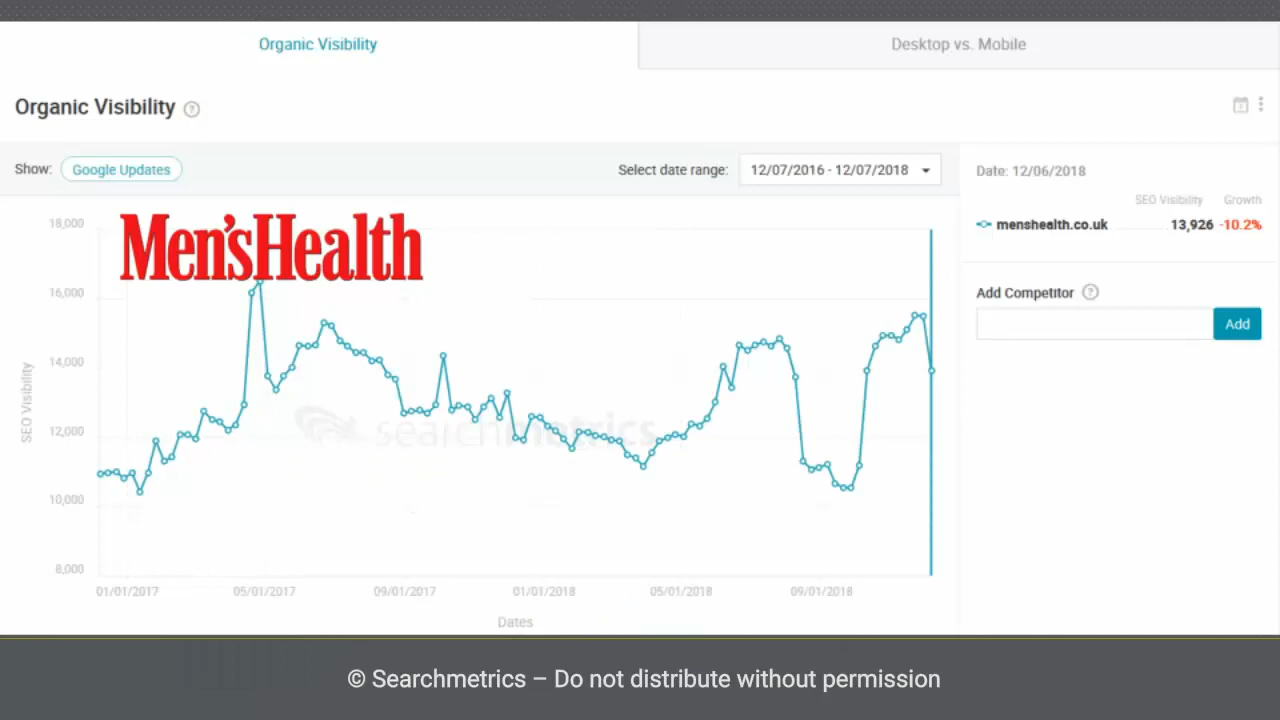 Organic Visibility
Desktop vs. Mobile
Organic Visibility ?
Show: Google Updates
Select date range: 12/07/2016 - 12/07/2018
Date: 12/06/2018
SEO Visibility Growth
menshealth.co.uk 13,926 -10.2%
Add Competitor ?
Add
Men'sHealth
18,000
16,000
14,000
12,000
10,000
8,000
SEO Visibility
searchmetrics
01/01/2017 05/01/2017 09/01/2017 01/01/2018 05/01/2018 09/01/2018
Dates
© Searchmetrics – Do not distribute without permission